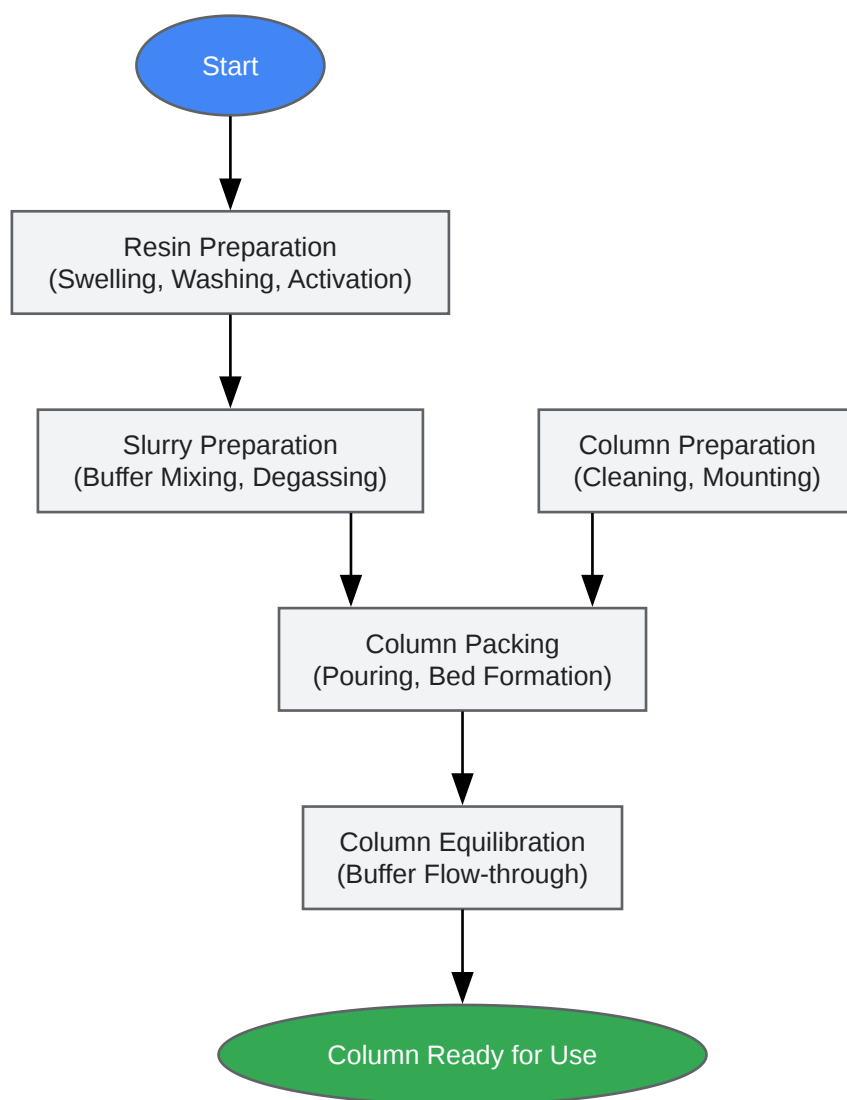 Start
Resin Preparation
(Swelling, Washing, Activation)
Slurry Preparation
(Buffer Mixing, Degassing)
Column Preparation
(Cleaning, Mounting)
Column Packing
(Pouring, Bed Formation)
Column Equilibration
(Buffer Flow-through)
Column Ready for Use